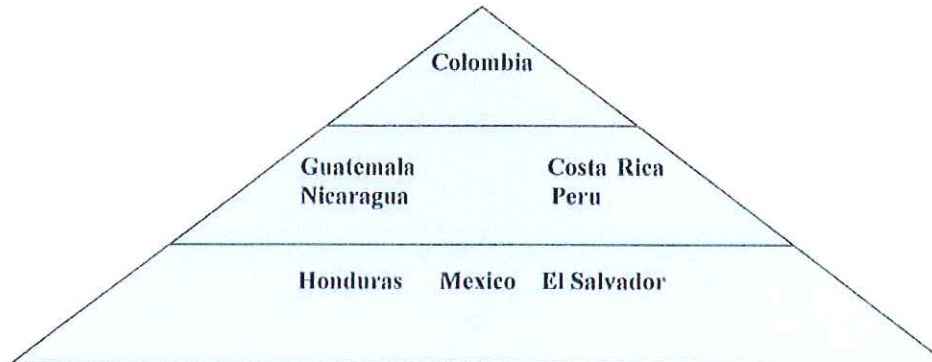 Colombia
Guatemala Costa Rica
Nicaragua Peru
Honduras Mexico El Salvador